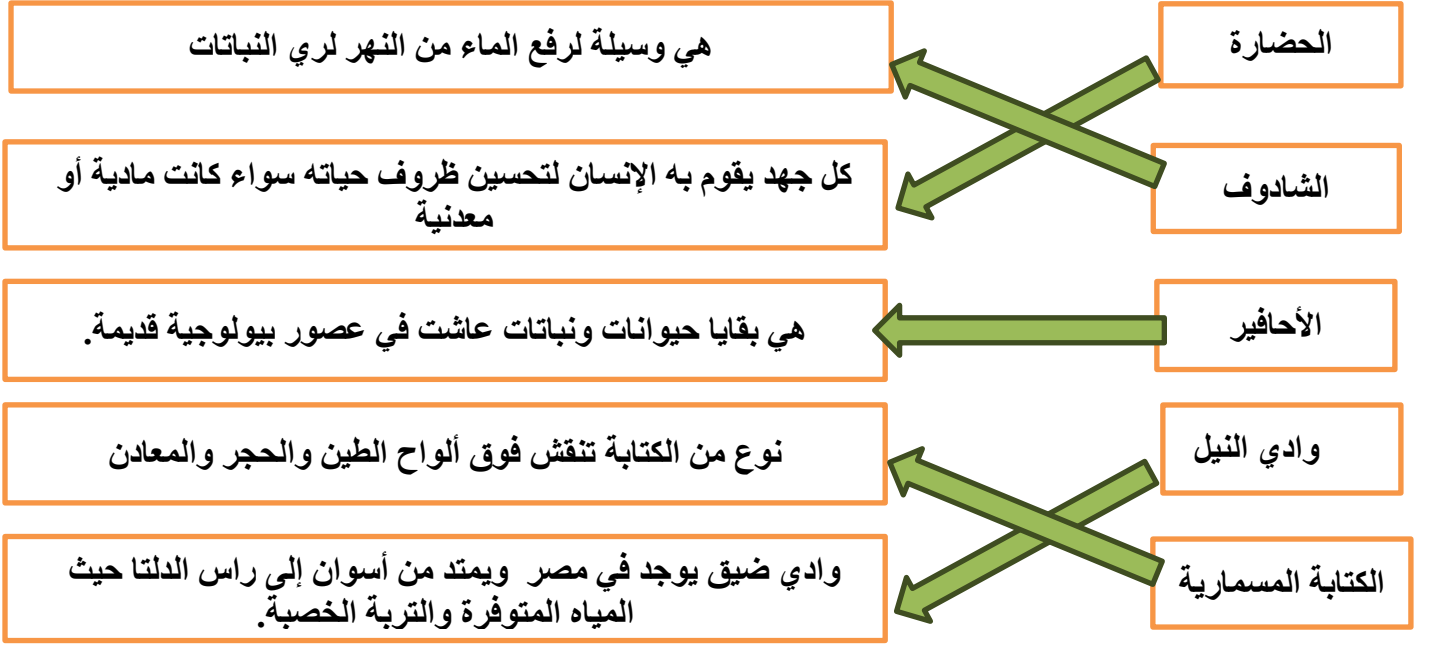 الحضارة
هي وسيلة لرفع الماء من النهر لري النباتات
الشادوف
كل جهد يقوم به الإنسان لتحسين ظروف حياته سواء كانت مادية أو
معدنية
الأحافير
هي بقايا حيوانات ونباتات عاشت في عصور بيولوجية قديمة.
وادي النيل
نوع من الكتابة تنقش فوق ألواح الطين والحجر والمعادن
الكتابة المسمارية
وادي ضيق يوجد في مصر ويمتد من أسوان إلى راس الدلتا حيث
المياه المتوفرة والتربة الخصبة.